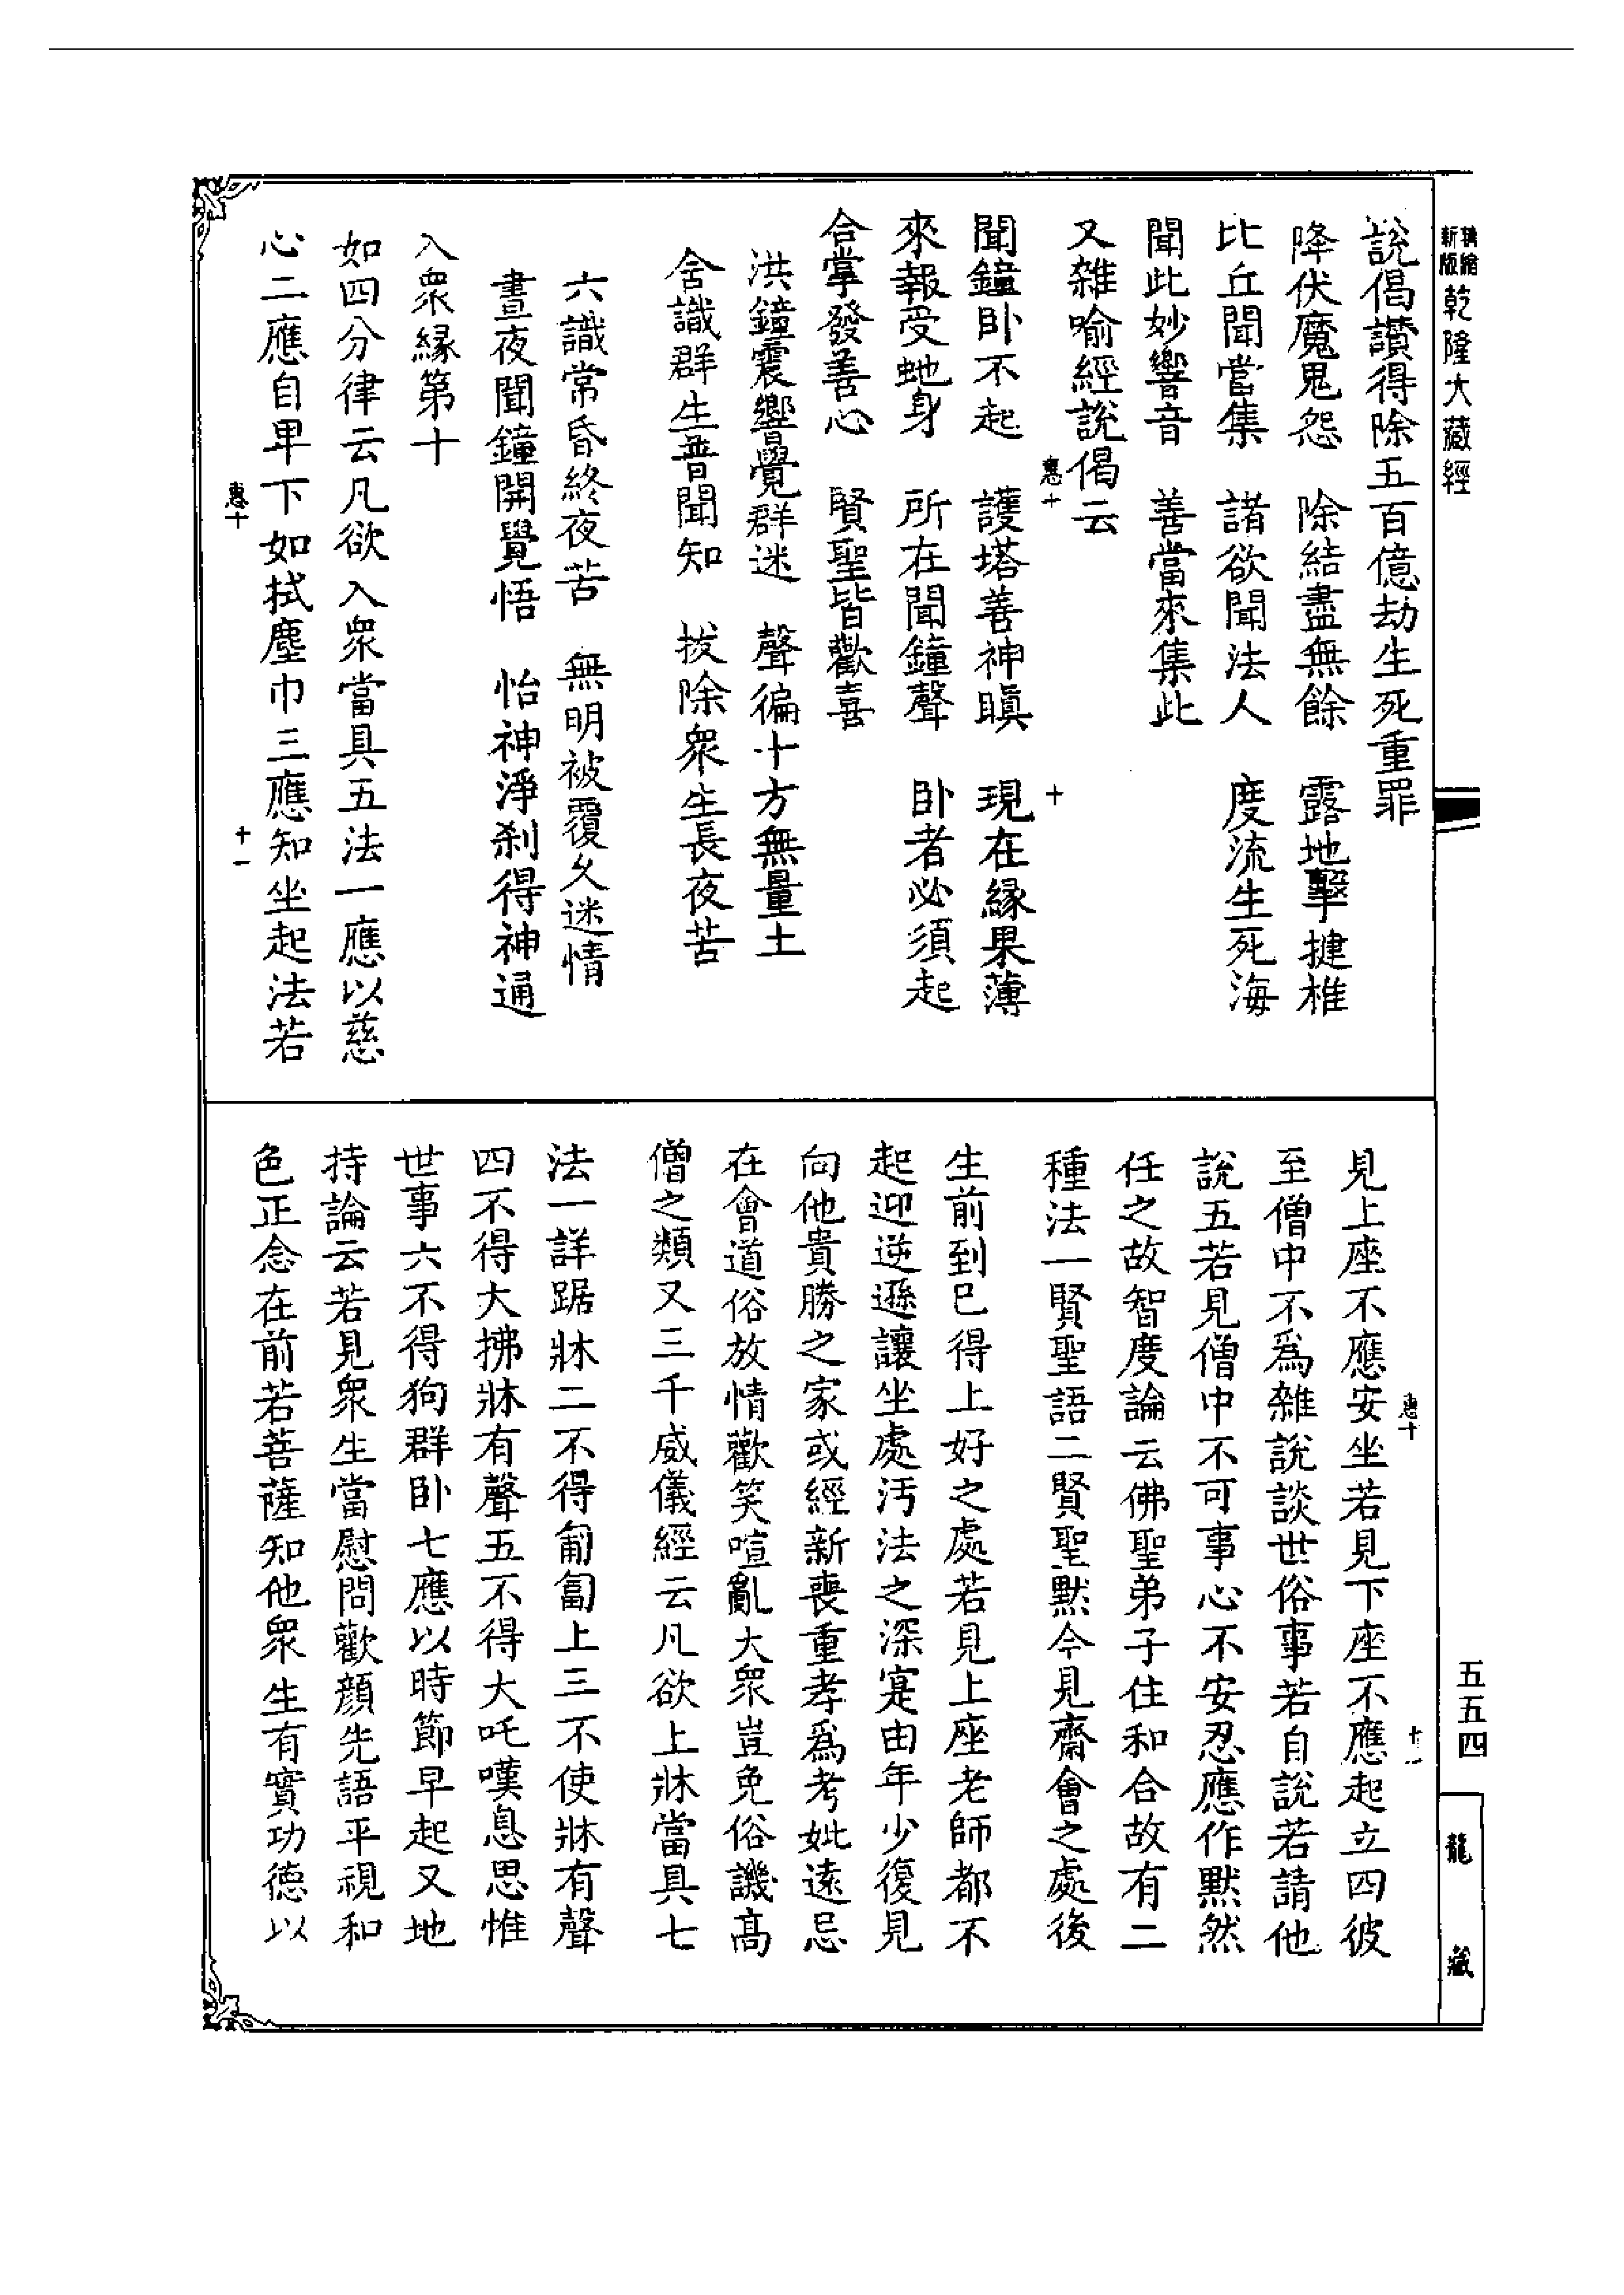 精縮
新版
乾隆大藏經
說偈讚得除五百億劫生死重罪
降伏魔鬼怨　除結盡無餘　露地擊揵椎
比丘聞當集　諸欲聞法人　度流生死海
聞此妙響音　善當來集此
又雜喻經說偈云
惠十　十
聞鐘卧不起　護塔善神瞋　現在緣果薄
來報受虵身　所在聞鐘聲　卧者必須起
合掌發善心　賢聖皆歡喜
洪鐘震響覺群迷　聲徧十方無量土
含識群生普聞知　拔除眾生長夜苦
六識常昏終夜苦　無明被覆久迷情
晝夜聞鐘開覺悟　怡神淨刹得神通
入眾緣第十
如四分律云凡欲入眾當具五法一應以慈
心二應自卑下如拭塵巾三應知坐起法若
惠十　十一
惠十　十一
見上座不應安坐若見下座不應起立四彼
至僧中不爲雜說談世俗事若自說若請他
說五若見僧中不可事心不安忍應作默然
任之故智度論云佛聖弟子住和合故有二
種法一賢聖語二賢聖默今見齋會之處後
生前到已得上好之處若見上座老師都不
起迎逆遜讓坐處汚法之深寔由年少復見
向他貴勝之家或經新喪重孝爲考妣遠忌
在會道俗放情歡笑喧亂大眾豈免俗譏高
僧之類又三千威儀經云凡欲上牀當具七
法一詳踞牀二不得匍匐上三不使牀有聲
四不得大拂牀有聲五不得大吒嘆息思惟
世事六不得狗群卧七應以時節早起又地
持論云若見眾生當慰問歡顏先語平視和
色正念在前若菩薩知他眾生有實功德以
五五四
龍藏